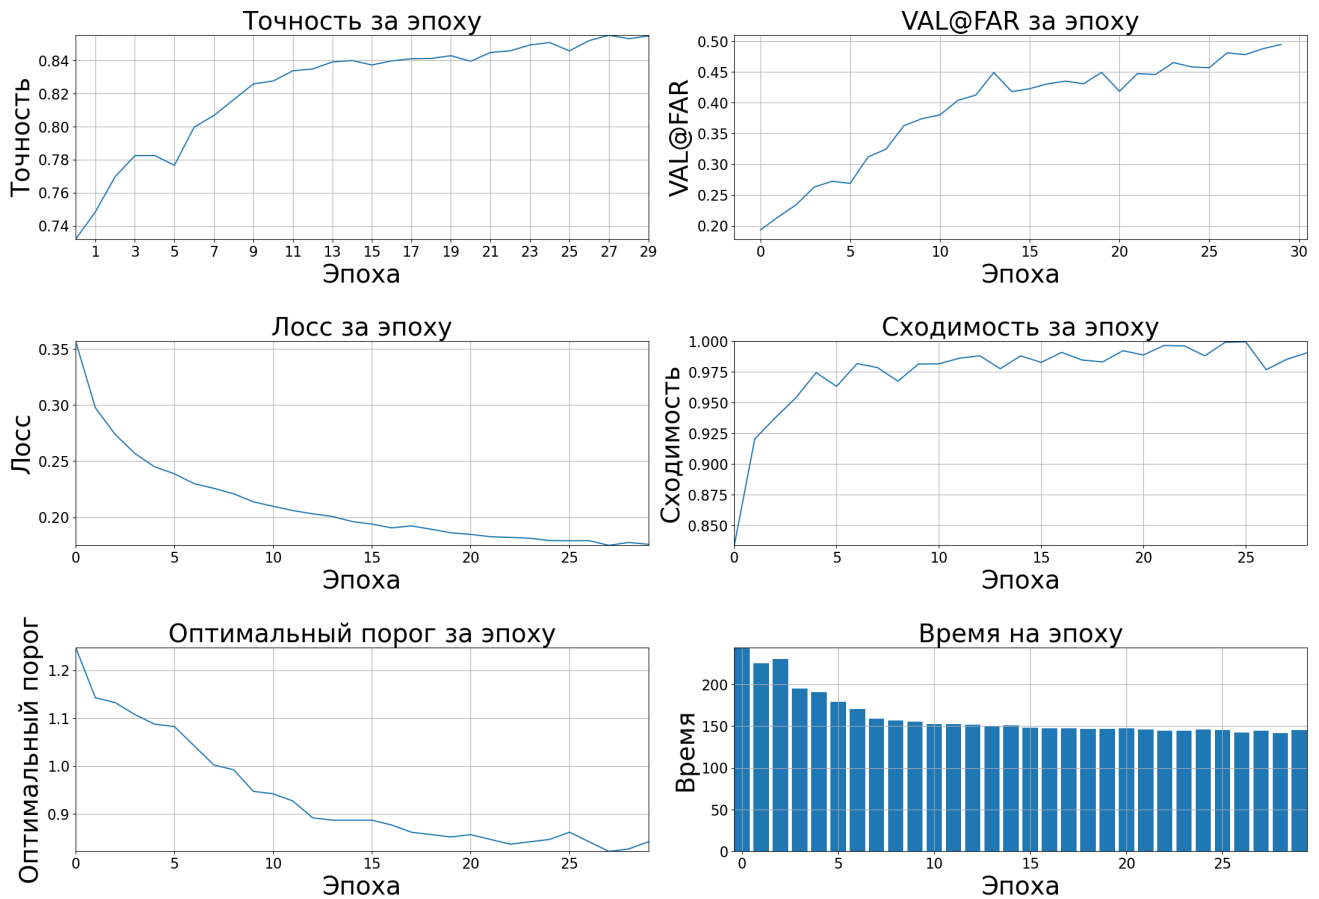 Точность за эпоху
Точность
0.84
0.82
0.80
0.78
0.76
0.74
1 3 5 7 9 11 13 15 17 19 21 23 25 27 29
Эпоха
VAL@FAR за эпоху
VAL@FAR
0.50
0.45
0.40
0.35
0.30
0.25
0.20
0 5 10 15 20 25 30
Эпоха
Лосс за эпоху
Лосс
0.35
0.30
0.25
0.20
0 5 10 15 20 25
Эпоха
Сходимость за эпоху
Сходимость
1.000
0.975
0.950
0.925
0.900
0.875
0.850
0 5 10 15 20 25
Эпоха
Оптимальный порог за эпоху
Оптимальный порог
1.2
1.1
1.0
0.9
0 5 10 15 20 25
Эпоха
Время на эпоху
Время
200
150
100
50
0
0 5 10 15 20 25
Эпоха